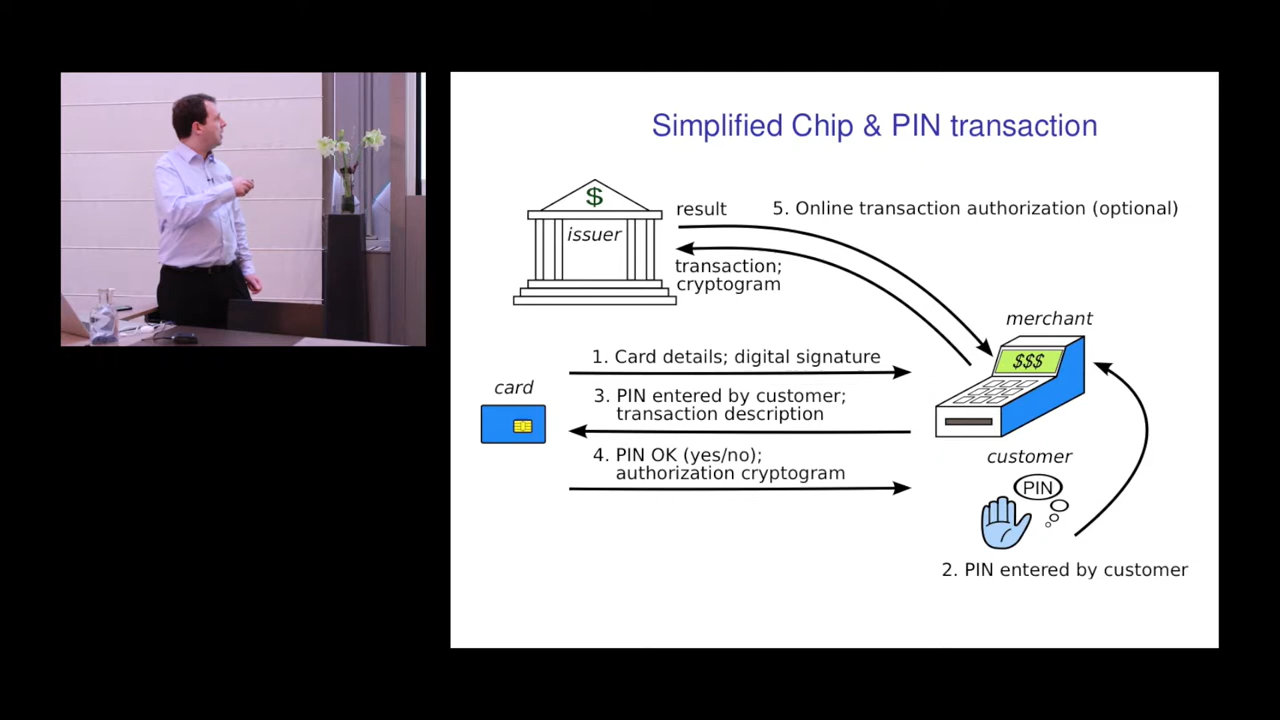 Simplified Chip & PIN transaction
$
issuer
result
5. Online transaction authorization (optional)
transaction;
cryptogram
merchant
$$$
1. Card details; digital signature
card
3. PIN entered by customer;
transaction description
4. PIN OK (yes/no);
authorization cryptogram
customer
PIN
2. PIN entered by customer